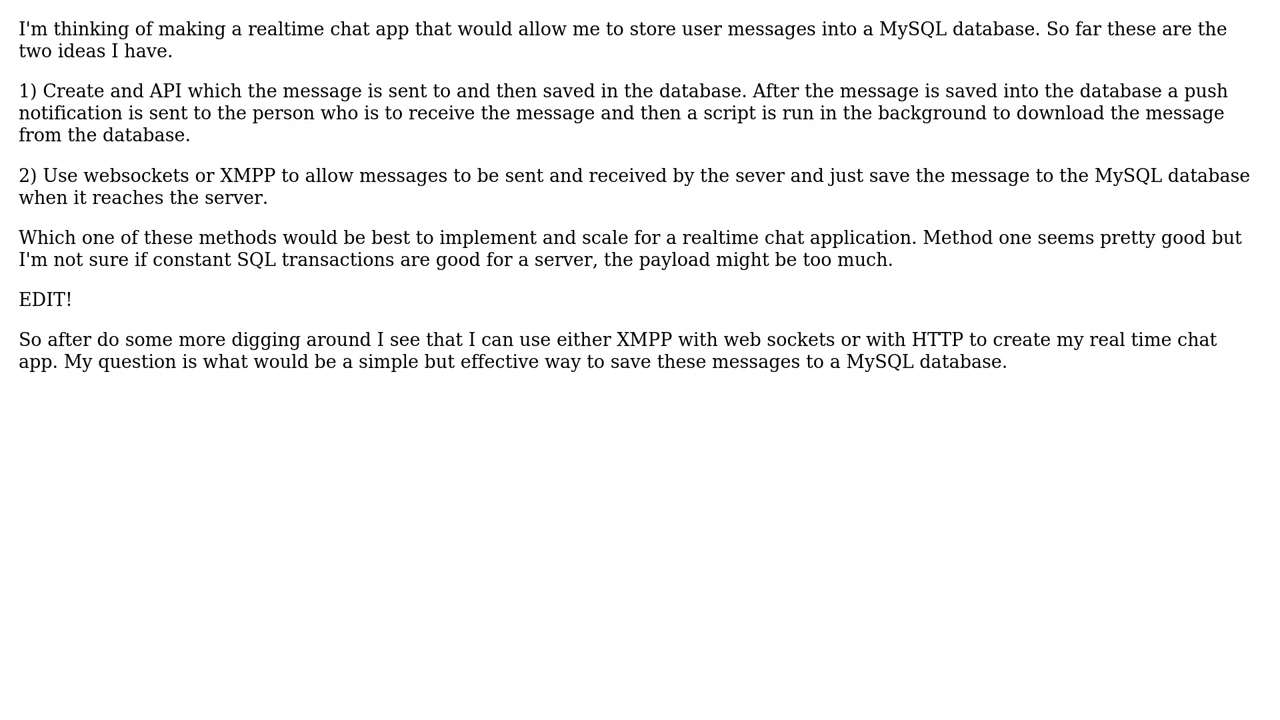 I'm thinking of making a realtime chat app that would allow me to store user messages into a MySQL database. So far these are the
two ideas I have.
1) Create and API which the message is sent to and then saved in the database. After the message is saved into the database a push
notification is sent to the person who is to receive the message and then a script is run in the background to download the message
from the database.
2) Use websockets or XMPP to allow messages to be sent and received by the sever and just save the message to the MySQL database
when it reaches the server.
Which one of these methods would be best to implement and scale for a realtime chat application. Method one seems pretty good but
I'm not sure if constant SQL transactions are good for a server, the payload might be too much.
EDIT!
So after do some more digging around I see that I can use either XMPP with web sockets or with HTTP to create my real time chat
app. My question is what would be a simple but effective way to save these messages to a MySQL database.